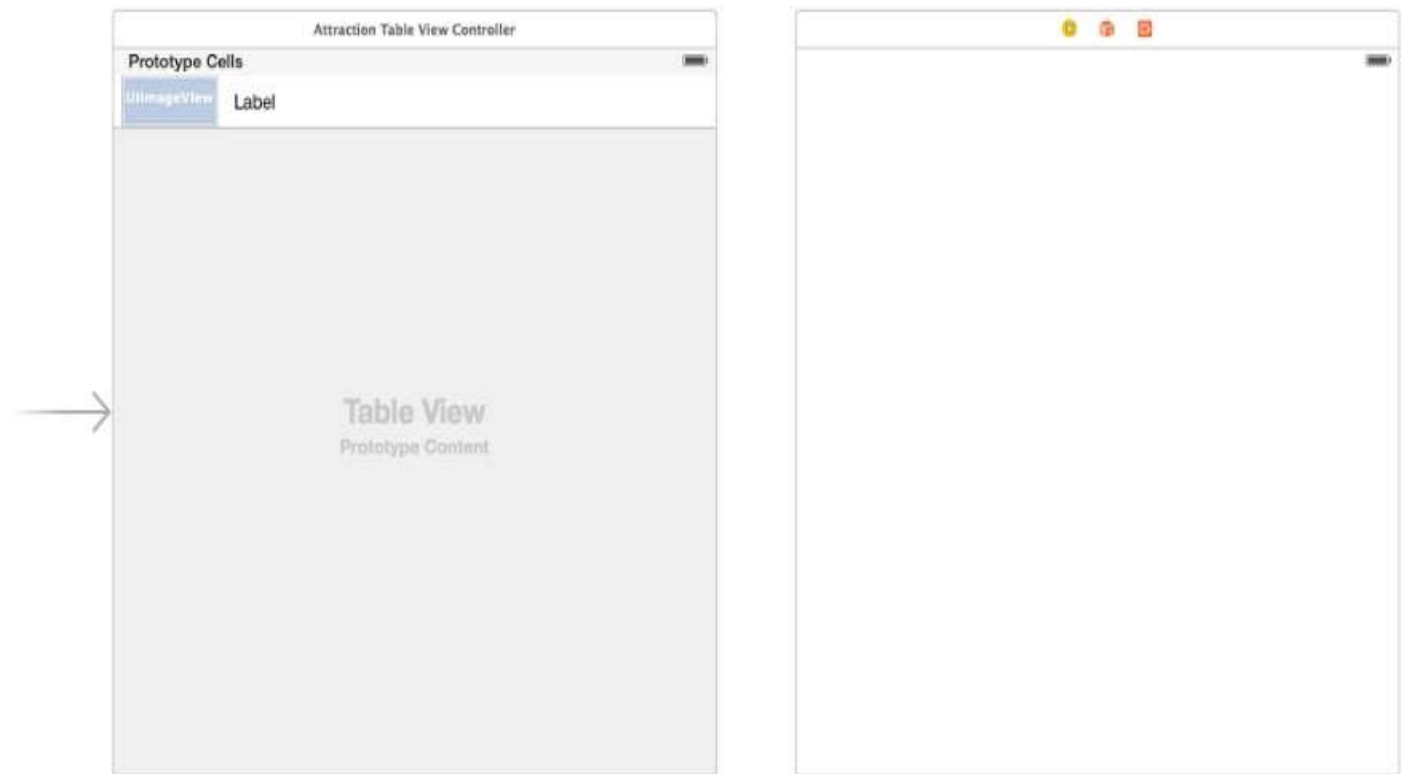 Attraction Table View Controller
Prototype Cells
UIImageView
Label
Table View
Prototype Content